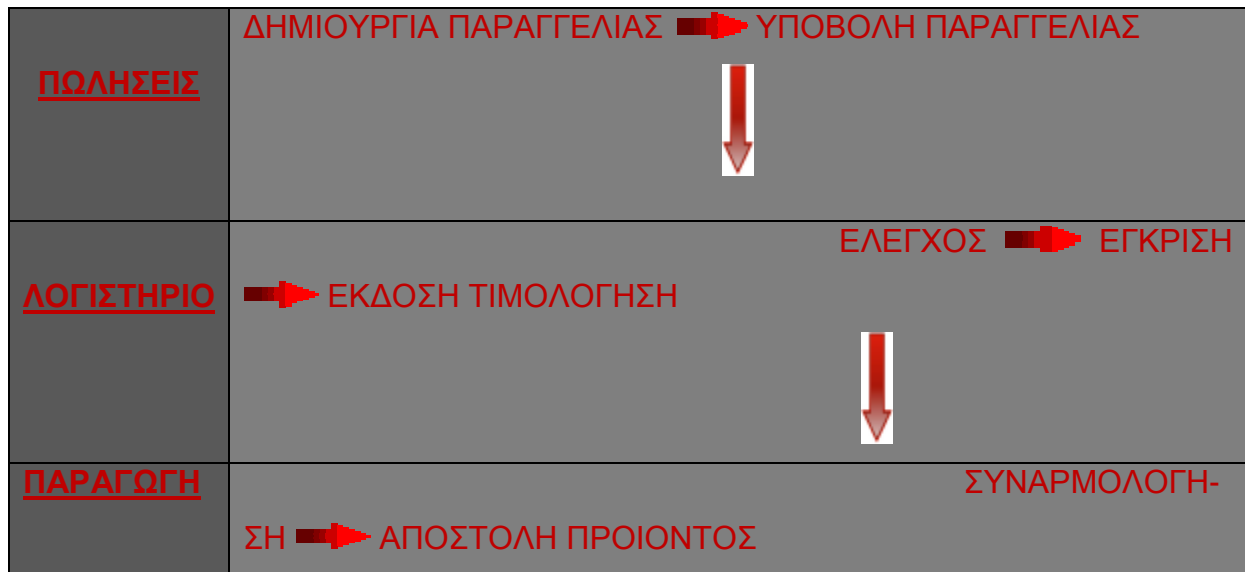 ΔΗΜΙΟΥΡΓΙΑ ΠΑΡΑΓΓΕΛΙΑΣ ΥΠΟΒΟΛΗ ΠΑΡΑΓΓΕΛΙΑΣ
ΠΩΛΗΣΕΙΣ
ΕΛΕΓΧΟΣ ΕΓΚΡΙΣΗ
ΛΟΓΙΣΤΗΡΙΟ
ΕΚΔΟΣΗ ΤΙΜΟΛΟΓΗΣΗ
ΠΑΡΑΓΩΓΗ
ΣΥΝΑΡΜΟΛΟΓΗ-
ΣΗ ΑΠΟΣΤΟΛΗ ΠΡΟΙΟΝΤΟΣ